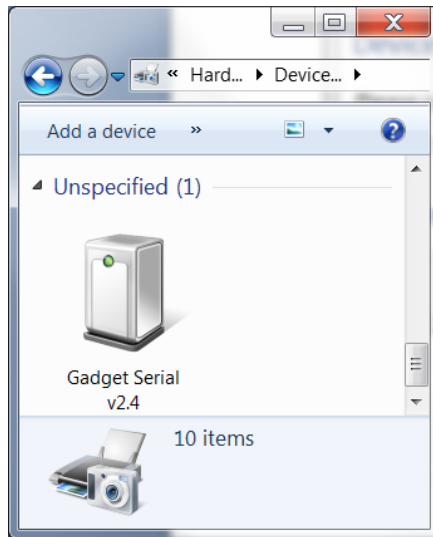 « Hard... ▸ Device... ▸
Add a device »
Unspecified (1)
Gadget Serial
v2.4
10 items